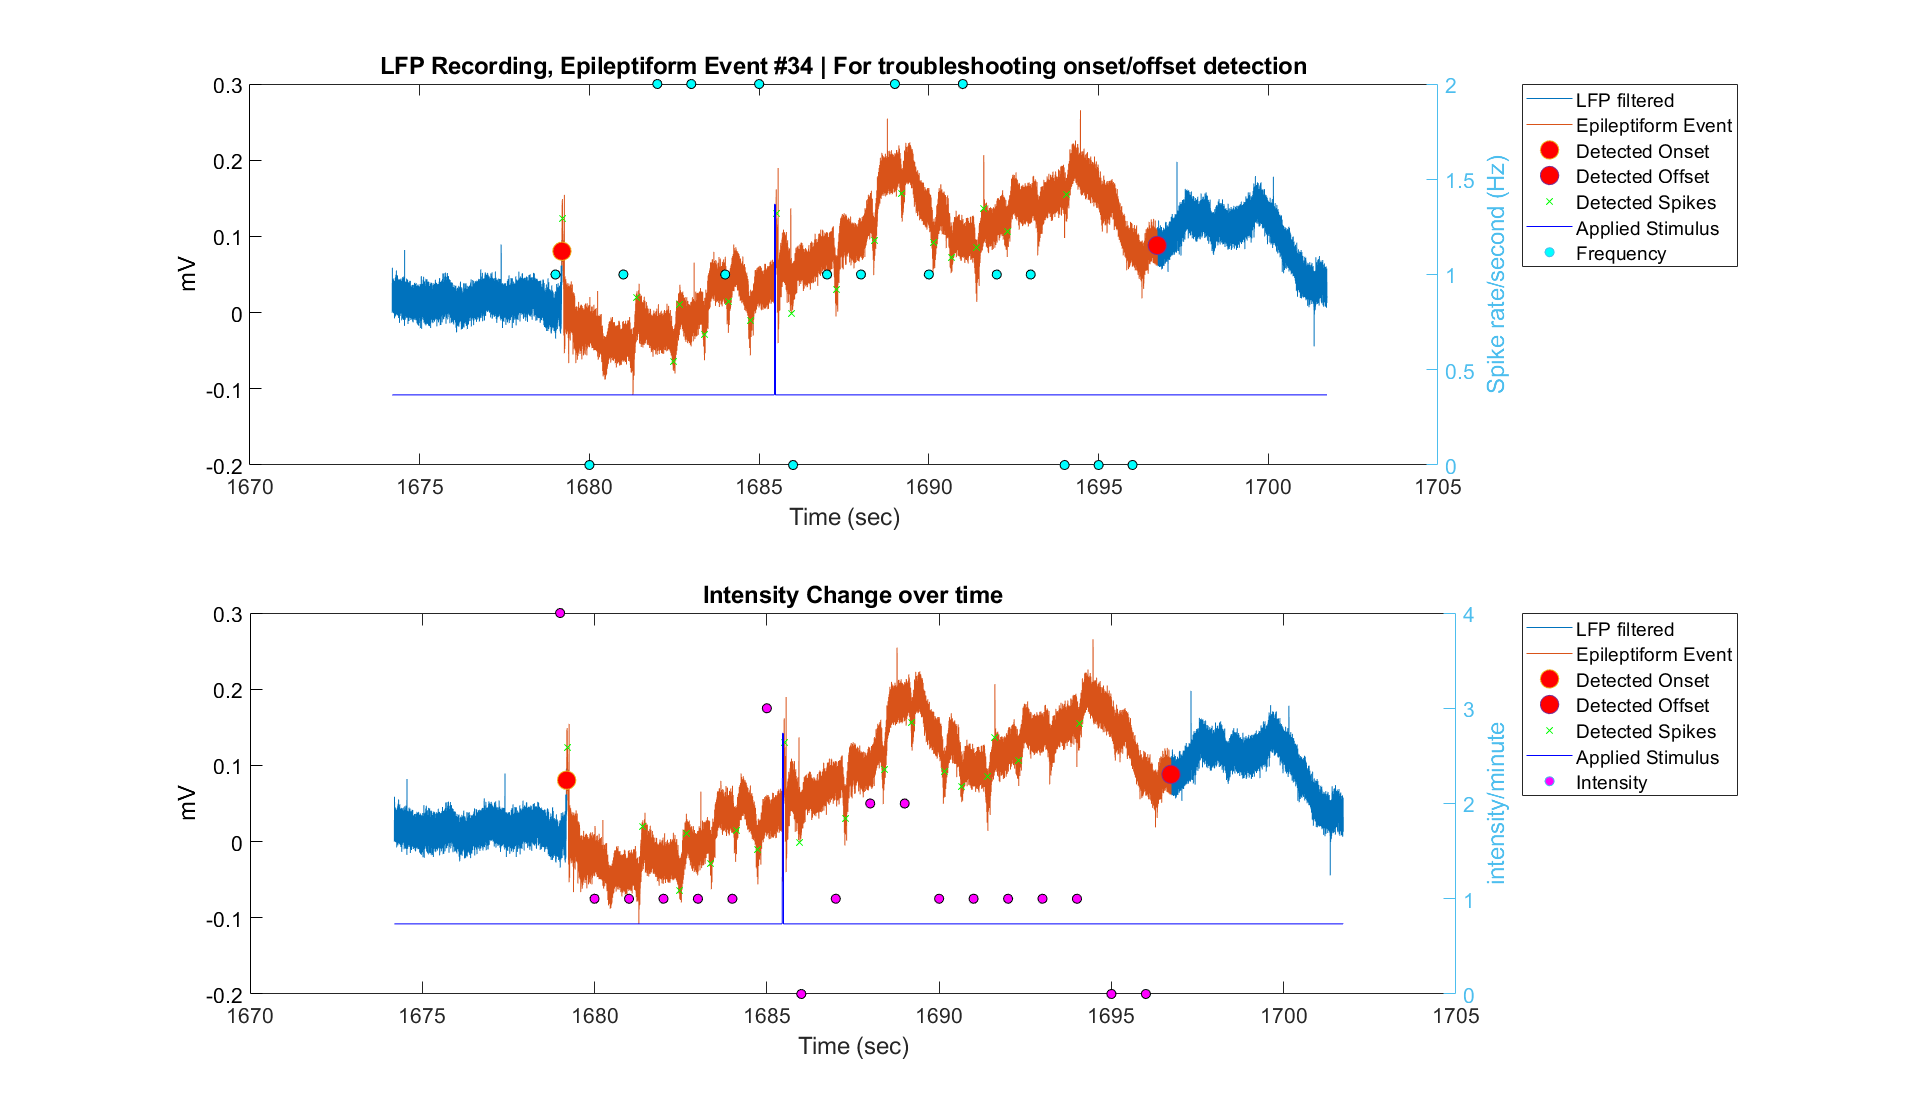 LFP Recording, Epileptiform Event #34 | For troubleshooting onset/offset detection
0.3
0.2
0.1
0
-0.1
-0.2
mV
1670 1675 1680 1685 1690 1695 1700 1705
Time (sec)
2
1.5
1
0.5
0
Spike rate/second (Hz)
LFP filtered
Epileptiform Event
Detected Onset
Detected Offset
Detected Spikes
Applied Stimulus
Frequency
Intensity Change over time
0.3
0.2
0.1
0
-0.1
-0.2
mV
1670 1675 1680 1685 1690 1695 1700 1705
Time (sec)
4
3
2
1
0
intensity/minute
LFP filtered
Epileptiform Event
Detected Onset
Detected Offset
Detected Spikes
Applied Stimulus
Intensity